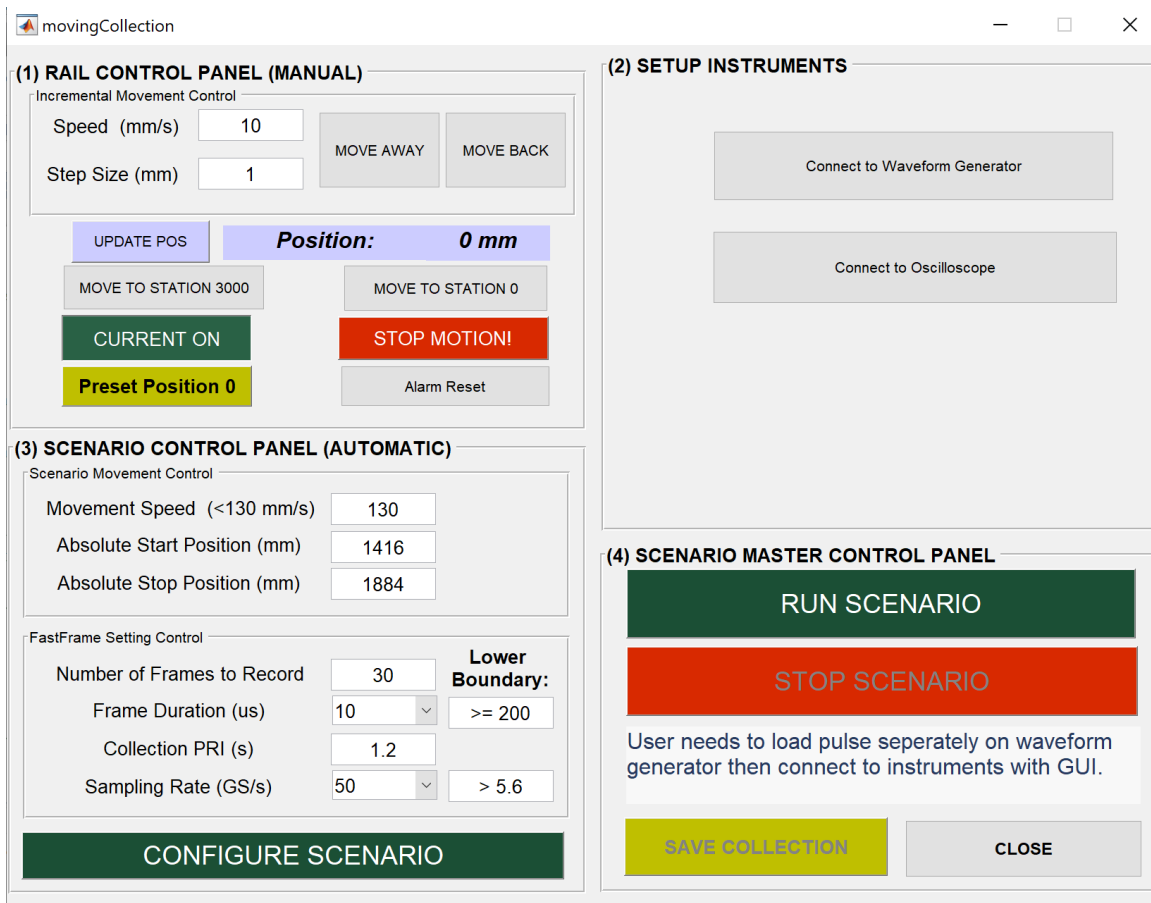 movingCollection
(1) RAIL CONTROL PANEL (MANUAL)
Incremental Movement Control
Speed (mm/s) 10
Step Size (mm) 1
MOVE AWAY MOVE BACK
UPDATE POS Position: 0 mm
MOVE TO STATION 3000 MOVE TO STATION 0
CURRENT ON STOP MOTION!
Preset Position 0 Alarm Reset
(2) SETUP INSTRUMENTS
Connect to Waveform Generator
Connect to Oscilloscope
(3) SCENARIO CONTROL PANEL (AUTOMATIC)
Scenario Movement Control
Movement Speed (<130 mm/s) 130
Absolute Start Position (mm) 1416
Absolute Stop Position (mm) 1884
FastFrame Setting Control
Lower
Boundary:
Number of Frames to Record 30
Frame Duration (us) 10 >= 200
Collection PRI (s) 1.2
Sampling Rate (GS/s) 50 > 5.6
CONFIGURE SCENARIO
(4) SCENARIO MASTER CONTROL PANEL
RUN SCENARIO
STOP SCENARIO
User needs to load pulse seperately on waveform
generator then connect to instruments with GUI.
SAVE COLLECTION CLOSE